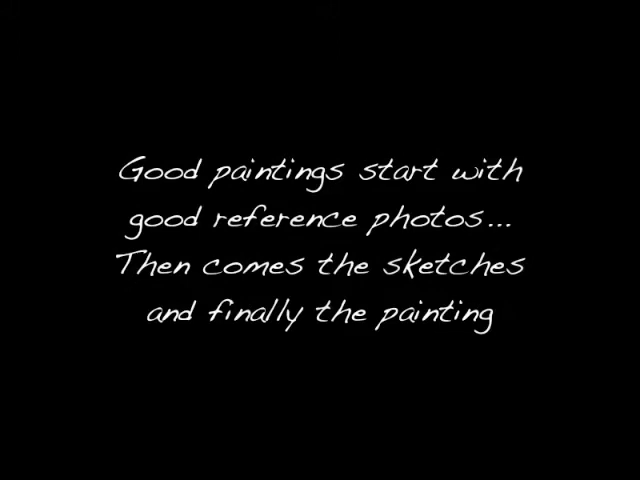 Good paintings start with
good reference photos...
Then comes the sketches
and finally the painting